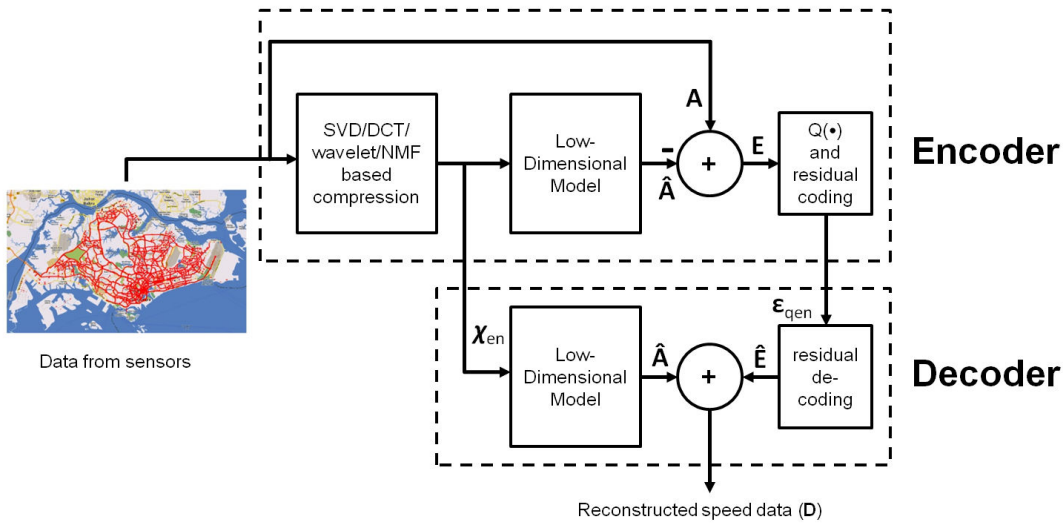 SVD/DCT/
wavelet/NMF
based
compression
Low-
Dimensional
Model
A
-
Â
+
E
Q(•)
and
residual
coding
Encoder
Data from sensors
χen
Low-
Dimensional
Model
Â
+
Ê
εqen
residual
de-
coding
Decoder
Reconstructed speed data (D)